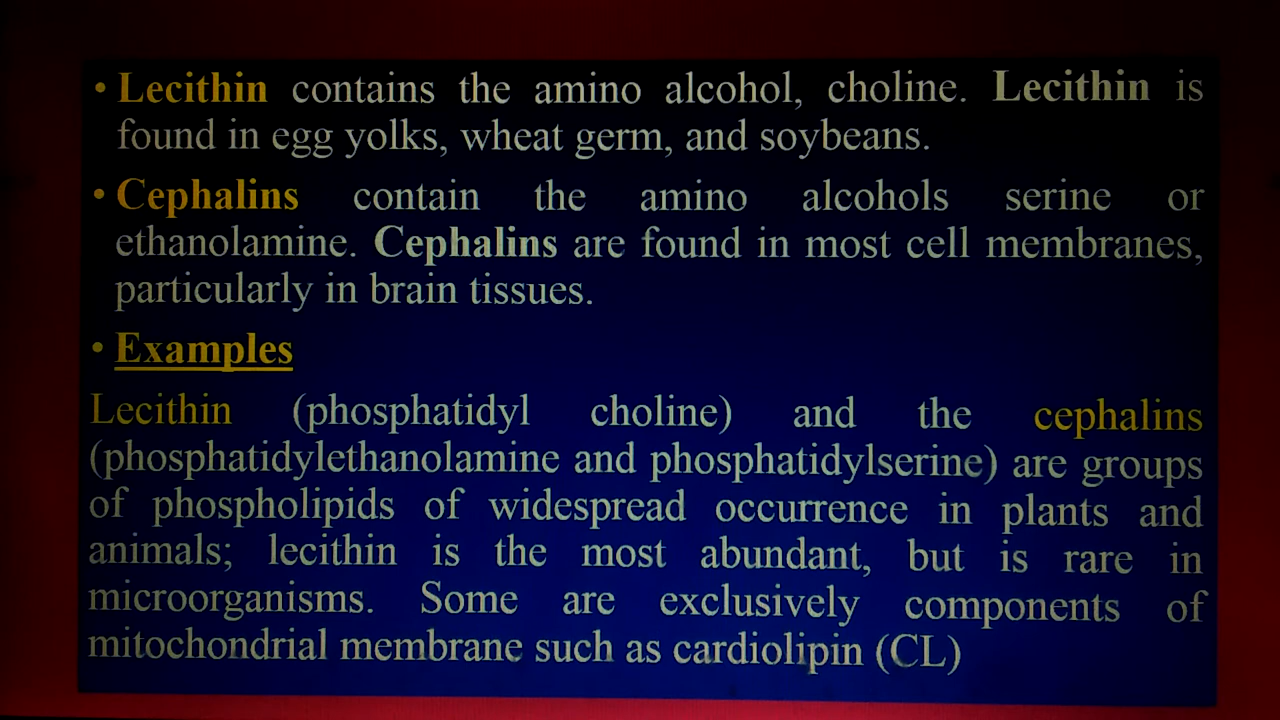 • Lecithin contains the amino alcohol, choline. Lecithin is
found in egg yolks, wheat germ, and soybeans.
• Cephalins contain the amino alcohols serine or
ethanolamine. Cephalins are found in most cell membranes,
particularly in brain tissues.
• Examples
Lecithin (phosphatidyl choline) and the cephalins
(phosphatidylethanolamine and phosphatidylserine) are groups
of phospholipids of widespread occurrence in plants and
animals; lecithin is the most abundant, but is rare in
microorganisms. Some are exclusively components of
mitochondrial membrane such as cardiolipin (CL)